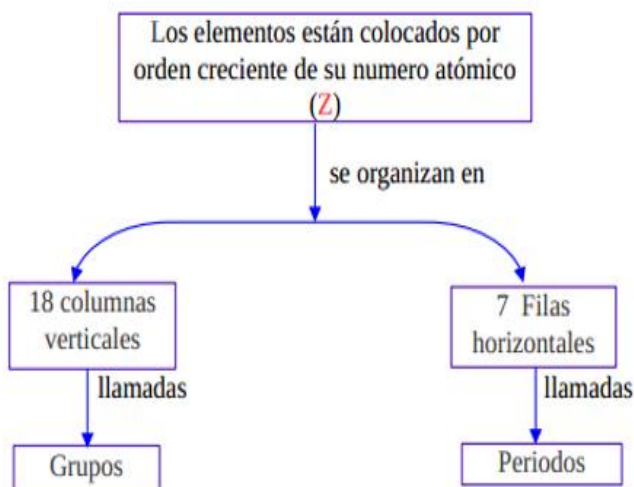 Los elementos están colocados por
orden creciente de su numero atómico
(Z)
se organizan en
18 columnas
verticales
7 Filas
horizontales
llamadas
llamadas
Grupos
Periodos